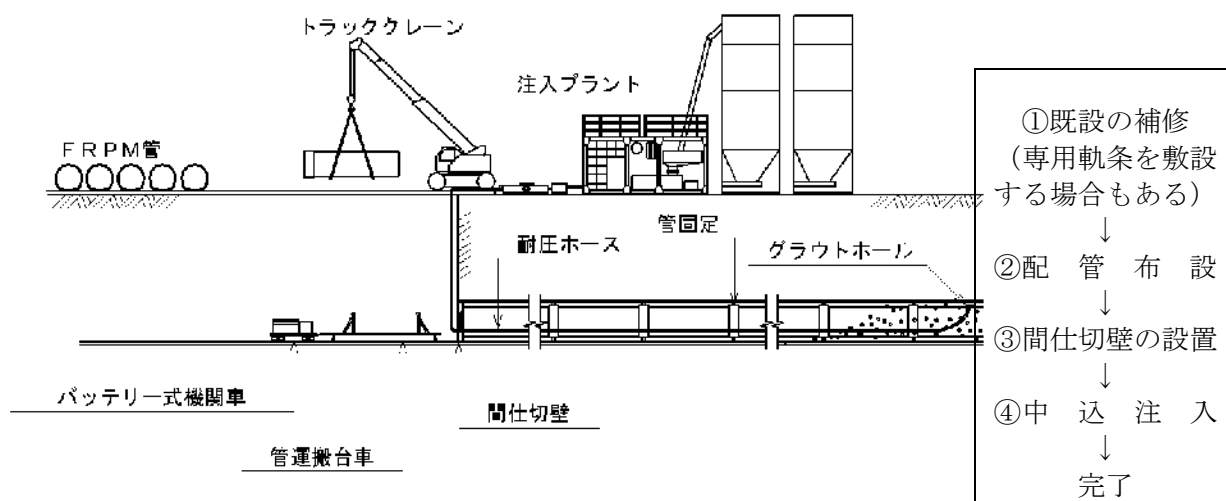 トラッククレーン
注入プラント
FRPM管
管固定
耐圧ホース
グラウトホール
バッテリー式機関車
間仕切壁
管運搬台車
①既設の補修
(専用軌条を敷設
する場合もある)
↓
②配 管 布 設
↓
③間仕切壁の設置
↓
④中 込 注 入
↓
完了